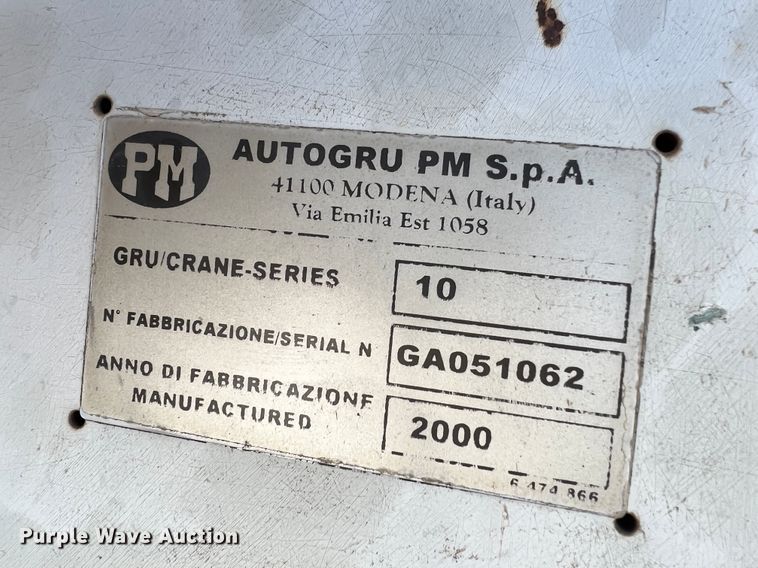 PM
AUTOGRU PM S.p.A.
41100 MODENA (Italy)
Via Emilia Est 1058
GRU/CRANE-SERIES 10
N° FABBRICAZIONE/SERIAL N GA051062
ANNO DI FABBRICAZIONE
MANUFACTURED 2000
6 474 866
Purple Wave Auction